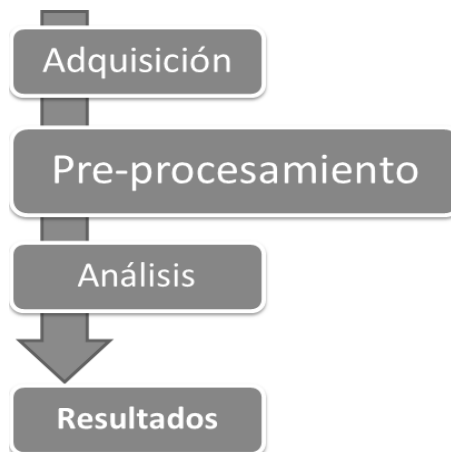 Adquisición
Pre-procesamiento
Análisis
Resultados